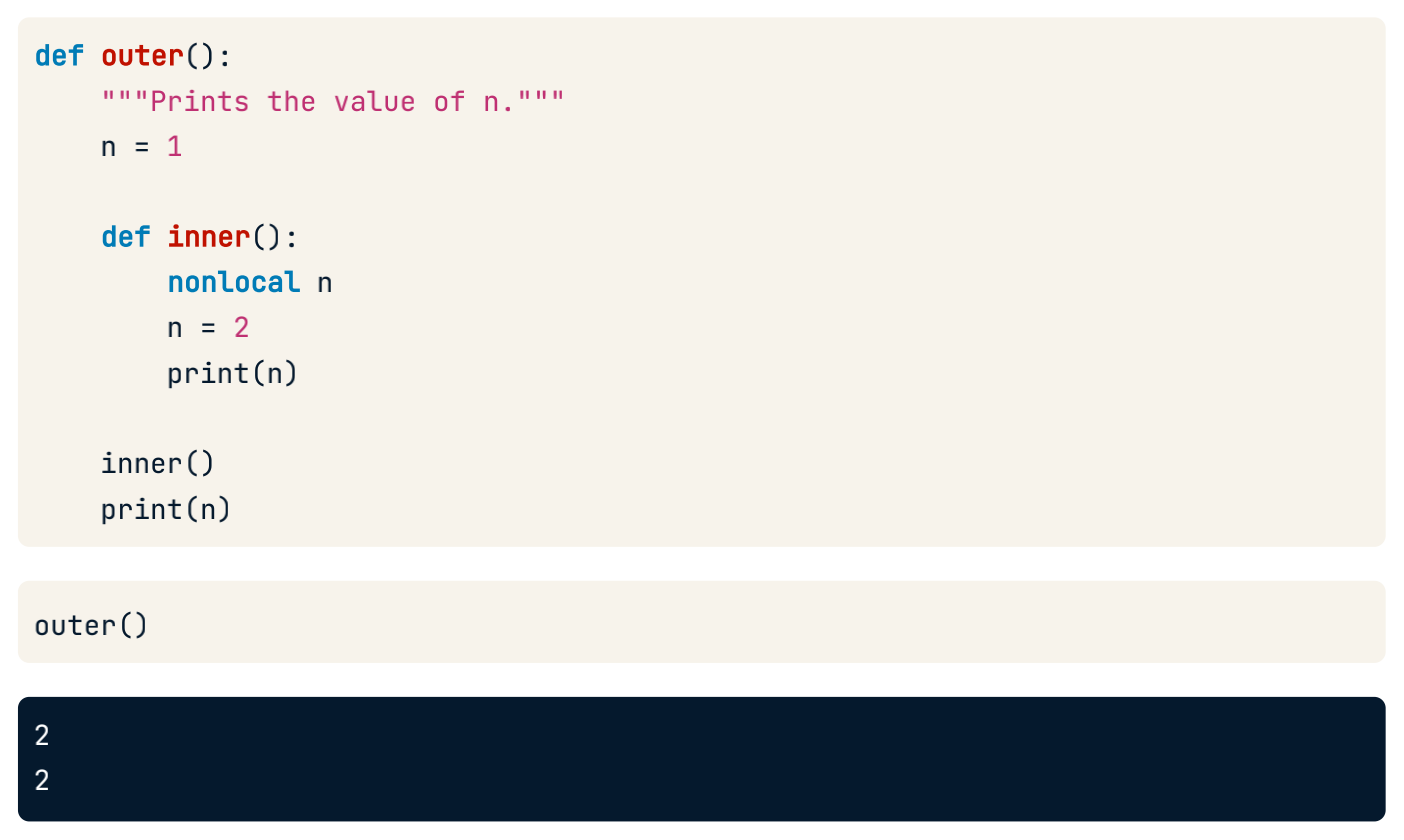 def outer():
    """Prints the value of n."""
    n = 1
    def inner():
        nonlocal n
        n = 2
        print(n)
    inner()
    print(n)
outer()
2
2